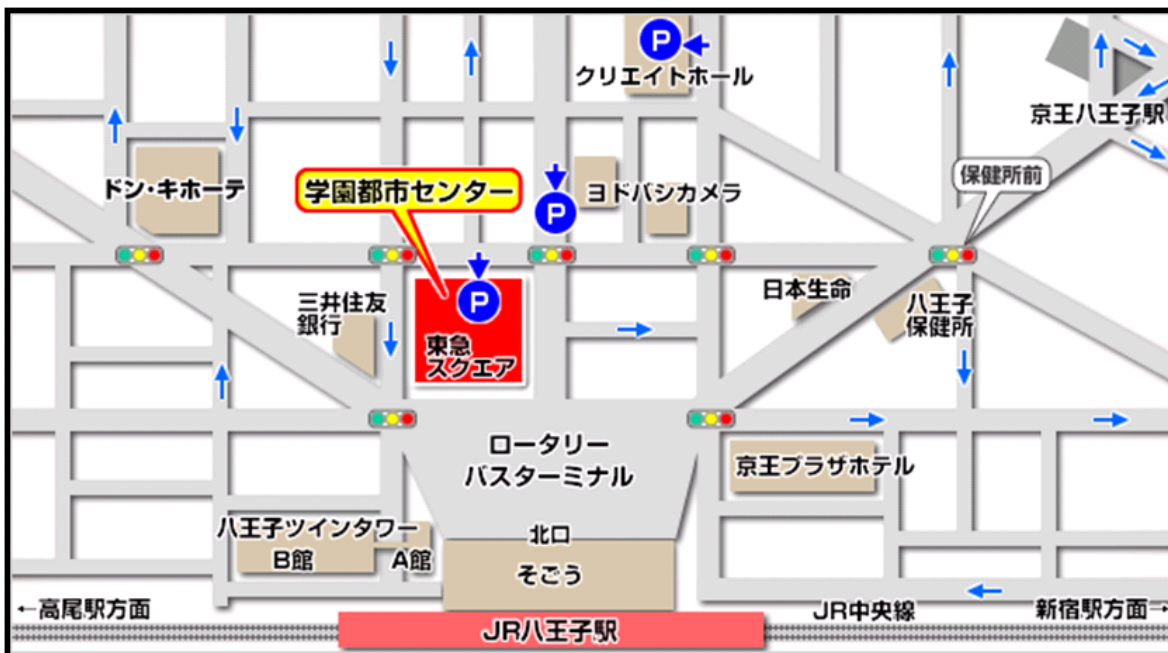 P
クリエイトホール
京王八王子駅
ドン・キホーテ
学園都市センター
P
ヨドバシカメラ
保健所前
P
三井住友
銀行
東急
スクエア
日本生命
八王子
保健所
ロータリー
バスターミナル
京王プラザホテル
八王子ツインタワー
B館
A館
北口
そごう
←高尾駅方面
JR八王子駅
JR中央線
新宿駅方面→